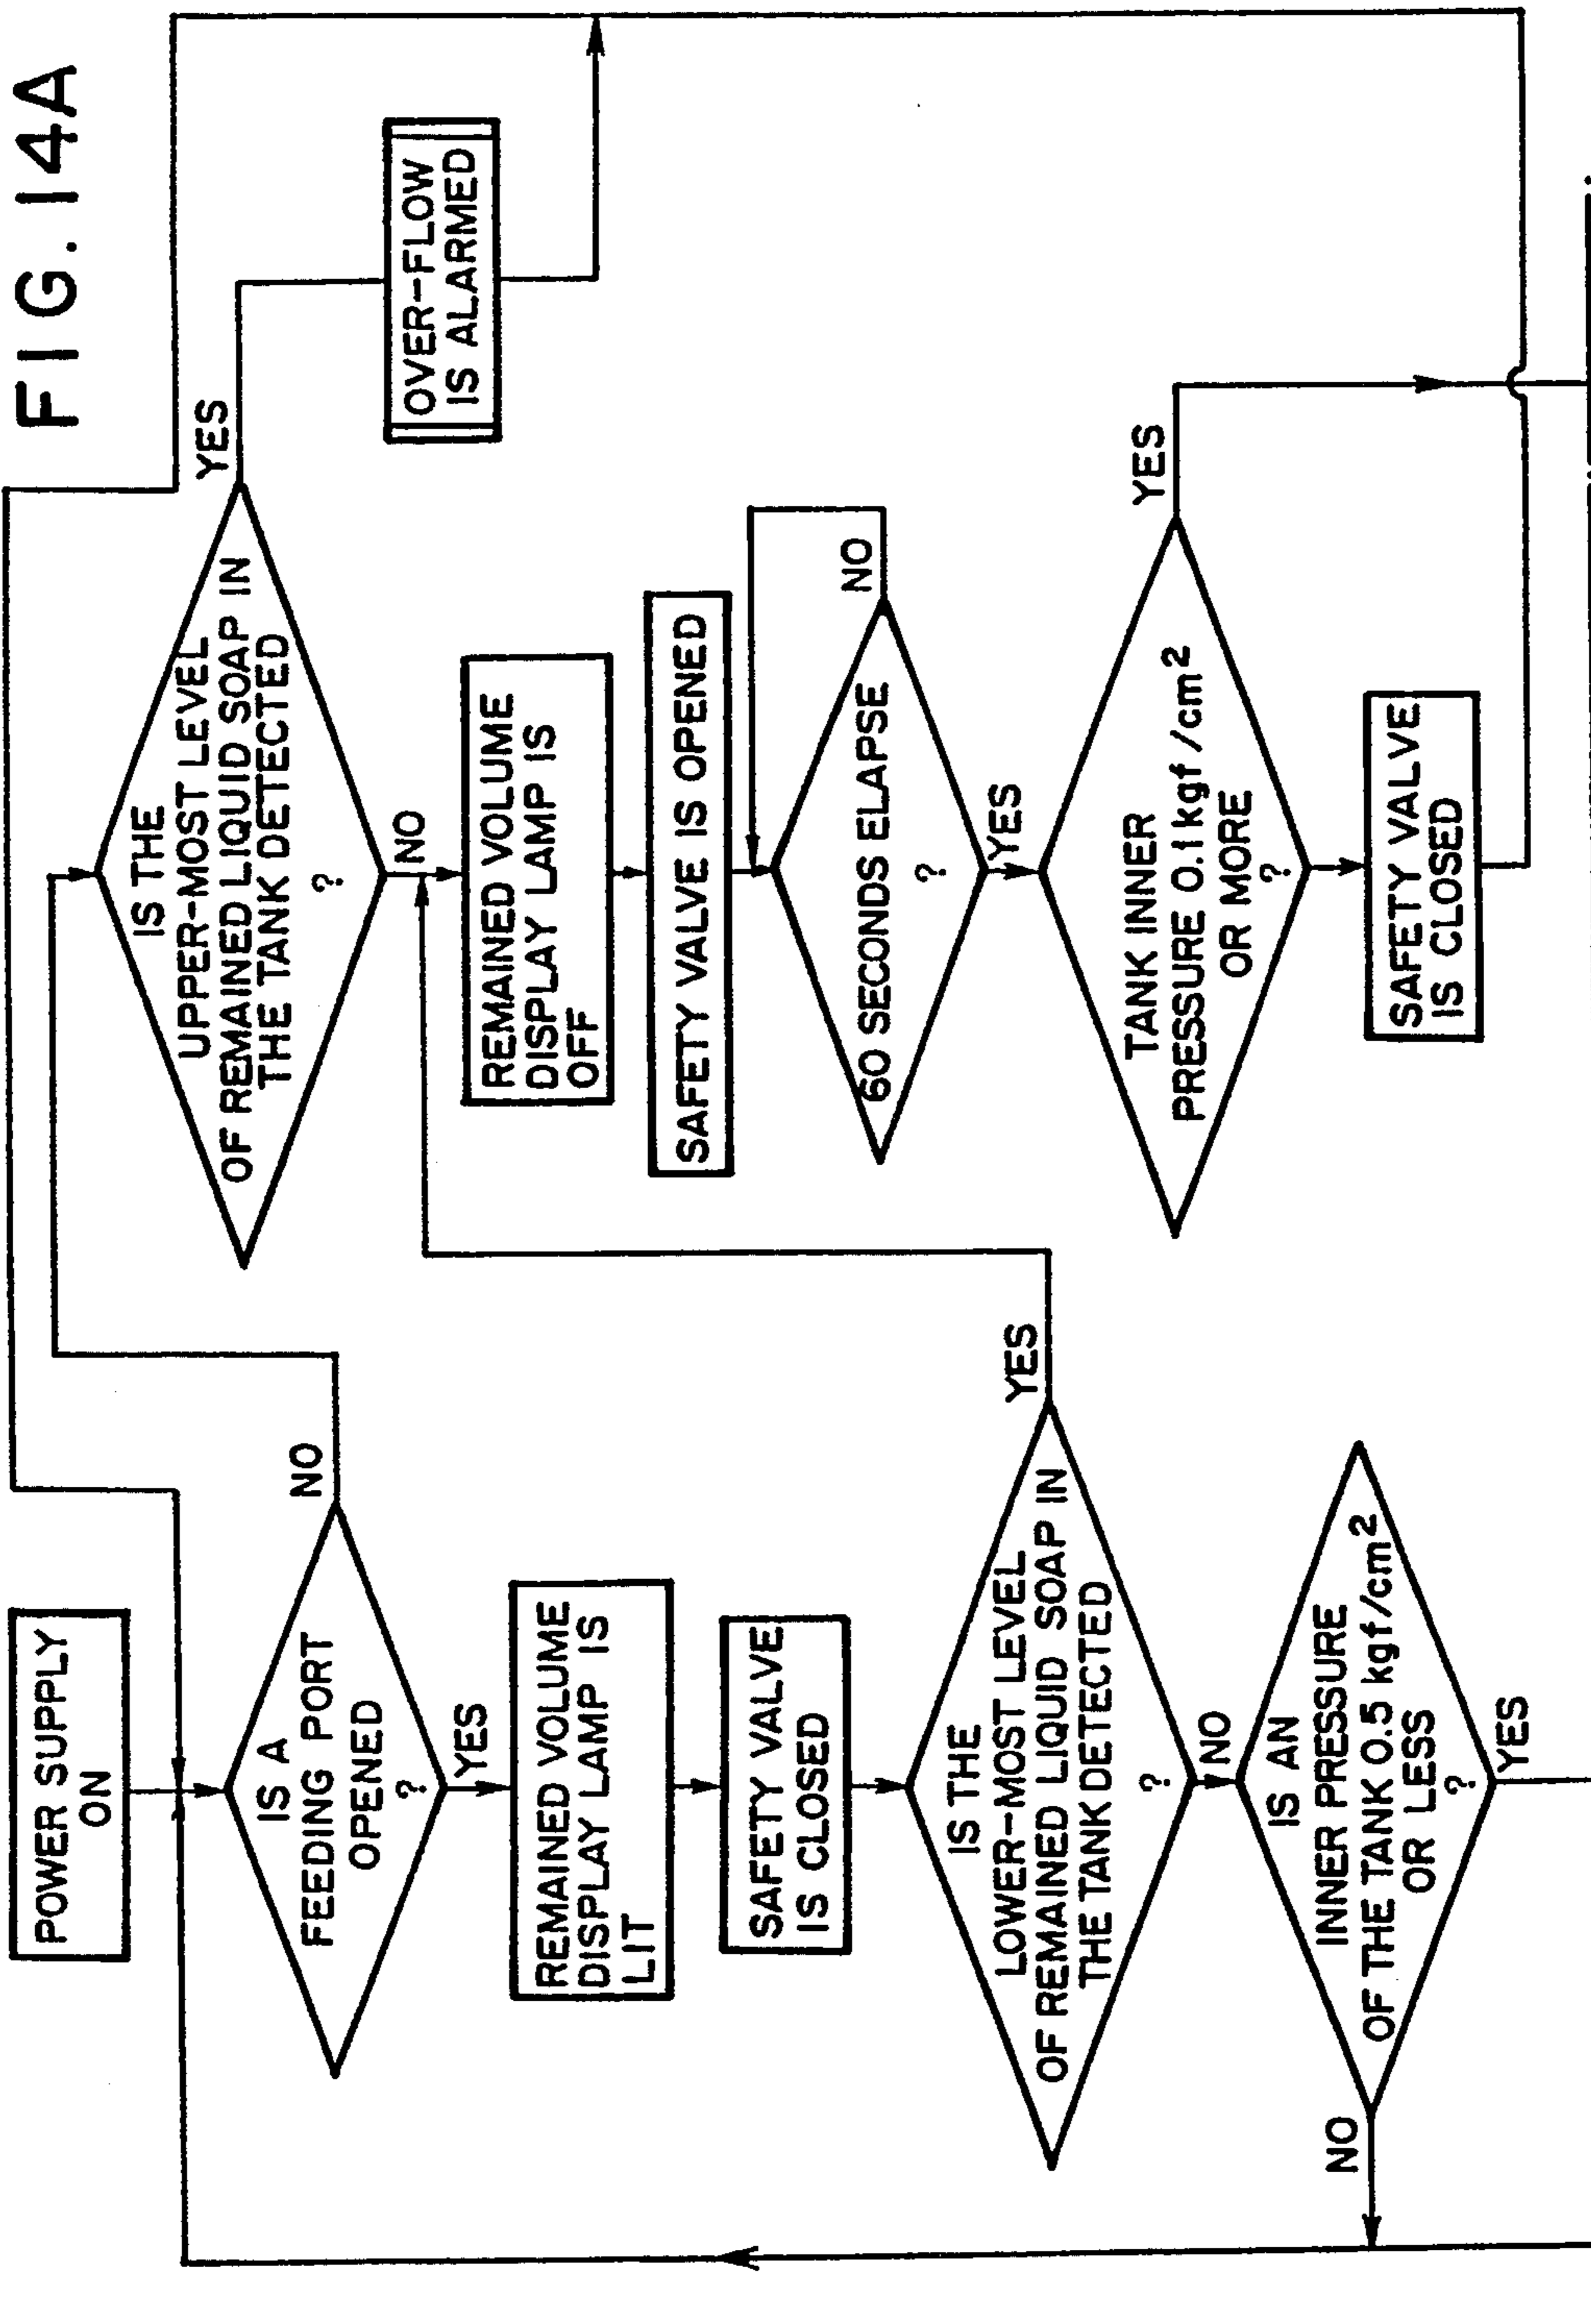 FIG. 14A
POWER SUPPLY
ON
IS A
FEEDING PORT
OPENED
?
NO
YES
REMAINED VOLUME
DISPLAY LAMP IS
LIT
SAFETY VALVE
IS CLOSED
IS THE
LOWER-MOST LEVEL
OF REMAINED LIQUID SOAP IN
THE TANK DETECTED
?
YES
NO
IS AN
INNER PRESSURE
OF THE TANK 0.5 kgf/cm²
OR LESS
?
NO
YES
IS THE
UPPER-MOST LEVEL
OF REMAINED LIQUID SOAP IN
THE TANK DETECTED
?
YES
NO
OVER-FLOW
IS ALARMED
REMAINED VOLUME
DISPLAY LAMP IS
OFF
SAFETY VALVE IS OPENED
60 SECONDS ELAPSE
?
NO
YES
TANK INNER
PRESSURE 0.1 kgf/cm²
OR MORE
?
YES
SAFETY VALVE
IS CLOSED